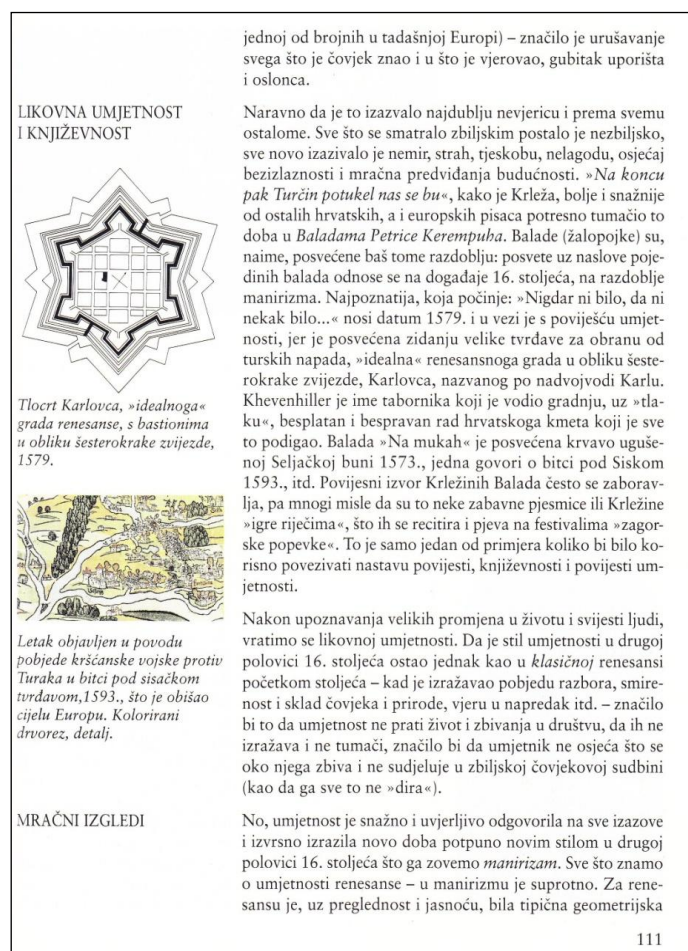 jednoj od brojnih u tadašnjoj Europi) – značilo je urušavanje
svega što je čovjek znao i u što je vjerovao, gubitak uporišta
i oslonca.
LIKOVNA UMJETNOST
I KNJIŽEVNOST
Naravno da je to izazvalo najdublju nevjericu i prema svemu
ostalome. Sve što se smatralo zbiljskim postalo je nezbiljsko,
sve novo izazivalo je nemir, strah, tjeskobu, nelagodu, osjećaj
bezizlaznosti i mračna predviđanja budućnosti. »Na koncu
pak Turčin potukel nas se bu«, kako je Krleža, bolje i snažnije
od ostalih hrvatskih, a i europskih pisaca potresno tumačio to
doba u Baladama Petrice Kerempuha. Balade (žalopojke) su,
naime, posvećene baš tome razdoblju: posvete uz naslove poje-
dinih balada odnose se na događaje 16. stoljeća, na razdoblje
manirizma. Najpoznatija, koja počinje: »Nigdar ni bilo, da ni
nekak bilo...« nosi datum 1579. i u vezi je s poviješću umjet-
nosti, jer je posvećena zidanju velike tvrđave za obranu od
turskih napada, »idealna« renesansnoga grada u obliku šeste-
rokrake zvijezde, Karlovca, nazvanog po nadvojvodi Karlu.
Khevenhiller je ime tabornika koji je vodio gradnju, uz »tla-
ku«, besplatan i bespravan rad hrvatskoga kmeta koji je sve
to podigao. Balada »Na mukah« je posvećena krvavo uguše-
noj Seljačkoj buni 1573., jedna govori o bitci pod Siskom
1593., itd. Povijesni izvor Krležinih Balada često se zaborav-
lja, pa mnogi misle da su to neke zabavne pjesmice ili Krležine
»igre riječima«, što ih se recitira i pjeva na festivalima »zagor-
ske popevke«. To je samo jedan od primjera koliko bi bilo ko-
risno povezivati nastavu povijesti, književnosti i povijesti um-
jetnosti.
Tlocrt Karlovca, »idealnoga«
grada renesanse, s bastionima
u obliku šesterokrake zvijezde,
1579.
Letak objavljen u povodu
pobjede kršćanske vojske protiv
Turaka u bitci pod sisačkom
tvrđavom,1593., što je obišao
cijelu Europu. Kolorirani
drvorez, detalj.
Nakon upoznavanja velikih promjena u životu i svijesti ljudi,
vratimo se likovnoj umjetnosti. Da je stil umjetnosti u drugoj
polovici 16. stoljeća ostao jednak kao u klasičnoj renesansi
početkom stoljeća – kad je izražavao pobjedu razbora, smire-
nost i sklad čovjeka i prirode, vjeru u napredak itd. – značilo
bi to da umjetnost ne prati život i zbivanja u društvu, da ih ne
izražava i ne tumači, značilo bi da umjetnik ne osjeća što se
oko njega zbiva i ne sudjeluje u zbiljskoj čovjekovoj sudbini
(kao da ga sve to ne »dira«).
MRAČNI IZGLEDI
No, umjetnost je snažno i uvjerljivo odgovorila na sve izazove
i izvrsno izrazila novo doba potpuno novim stilom u drugoj
polovici 16. stoljeća što ga zovemo manirizam. Sve što znamo
o umjetnosti renesanse – u manirizmu je suprotno. Za rene-
sansu je, uz preglednost i jasnoću, bila tipična geometrijska
111